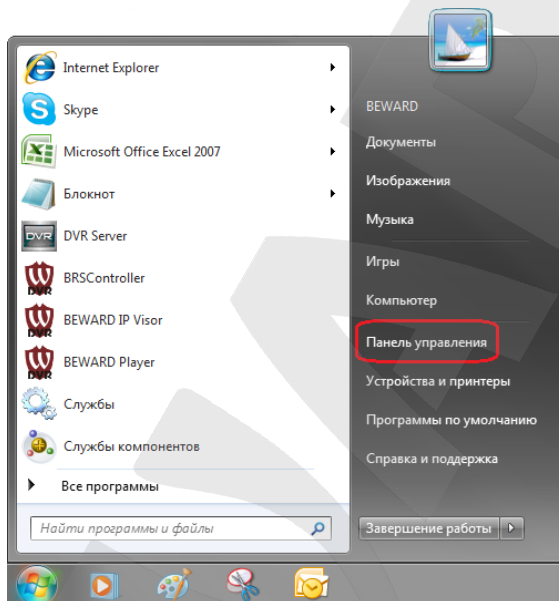 Internet Explorer
Skype
Microsoft Office Excel 2007
Блокнот
DVR Server
BRSController
BEWARD IP Visor
BEWARD Player
Службы
Службы компонентов
Все программы
Найти программы и файлы
BEWARD
Документы
Изображения
Музыка
Игры
Компьютер
Панель управления
Устройства и принтеры
Программы по умолчанию
Справка и поддержка
Завершение работы